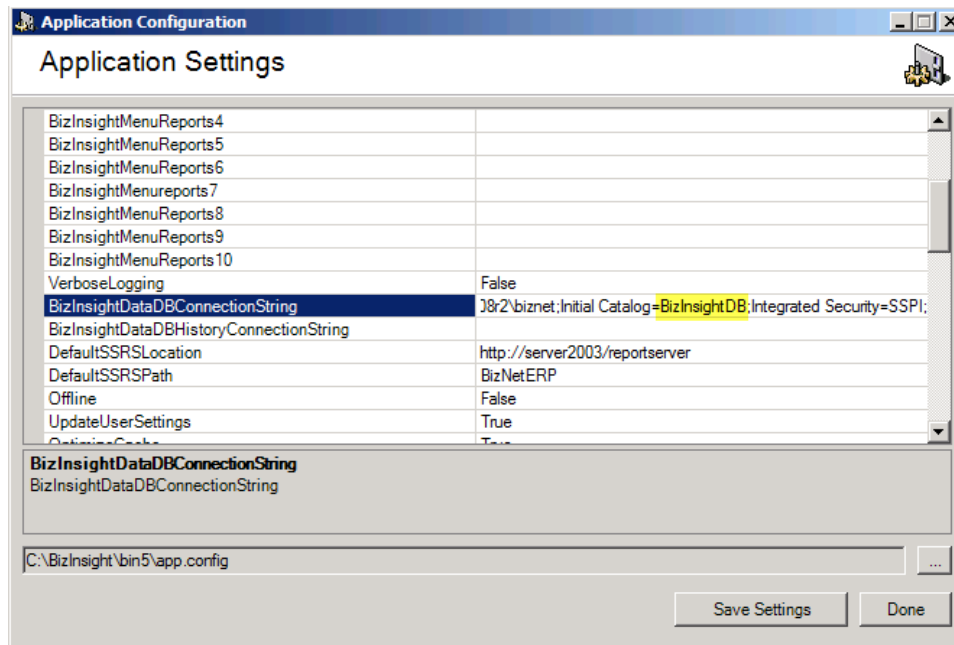 Application Configuration
Application Settings
BizInsightMenuReports4
BizInsightMenuReports5
BizInsightMenuReports6
BizInsightMenureports7
BizInsightMenuReports8
BizInsightMenuReports9
BizInsightMenuReports10
VerboseLogging False
BizInsightDataDBConnectionString 8r2\biznet;Initial Catalog=BizInsightDB;Integrated Security=SSPI;
BizInsightDataDBHistoryConnectionString
DefaultSSRSLocation http://server2003/reportserver
DefaultSSRSPath BizNetERP
Offline False
UpdateUserSettings True
OptimizeCache True
BizInsightDataDBConnectionString
BizInsightDataDBConnectionString
C:\BizInsight\bin5\app.config
...
Save Settings Done